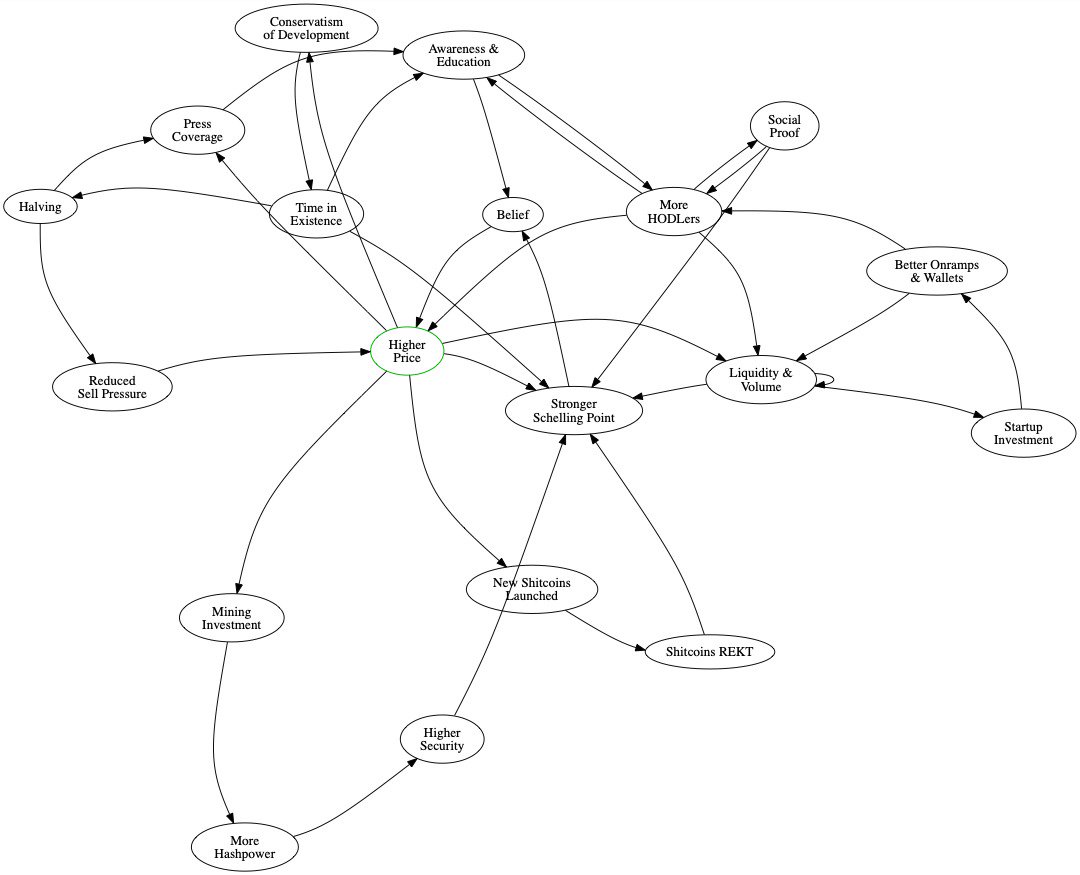 Conservatism
of Development
Awareness &
Education
Press
Coverage
Social
Proof
Halving
Time in
Existence
Belief
More
HODLers
Better Onramps
& Wallets
Higher
Price
Reduced
Sell Pressure
Liquidity &
Volume
Stronger
Schelling Point
Startup
Investment
New Shitcoins
Launched
Mining
Investment
Shitcoins REKT
Higher
Security
More
Hashpower